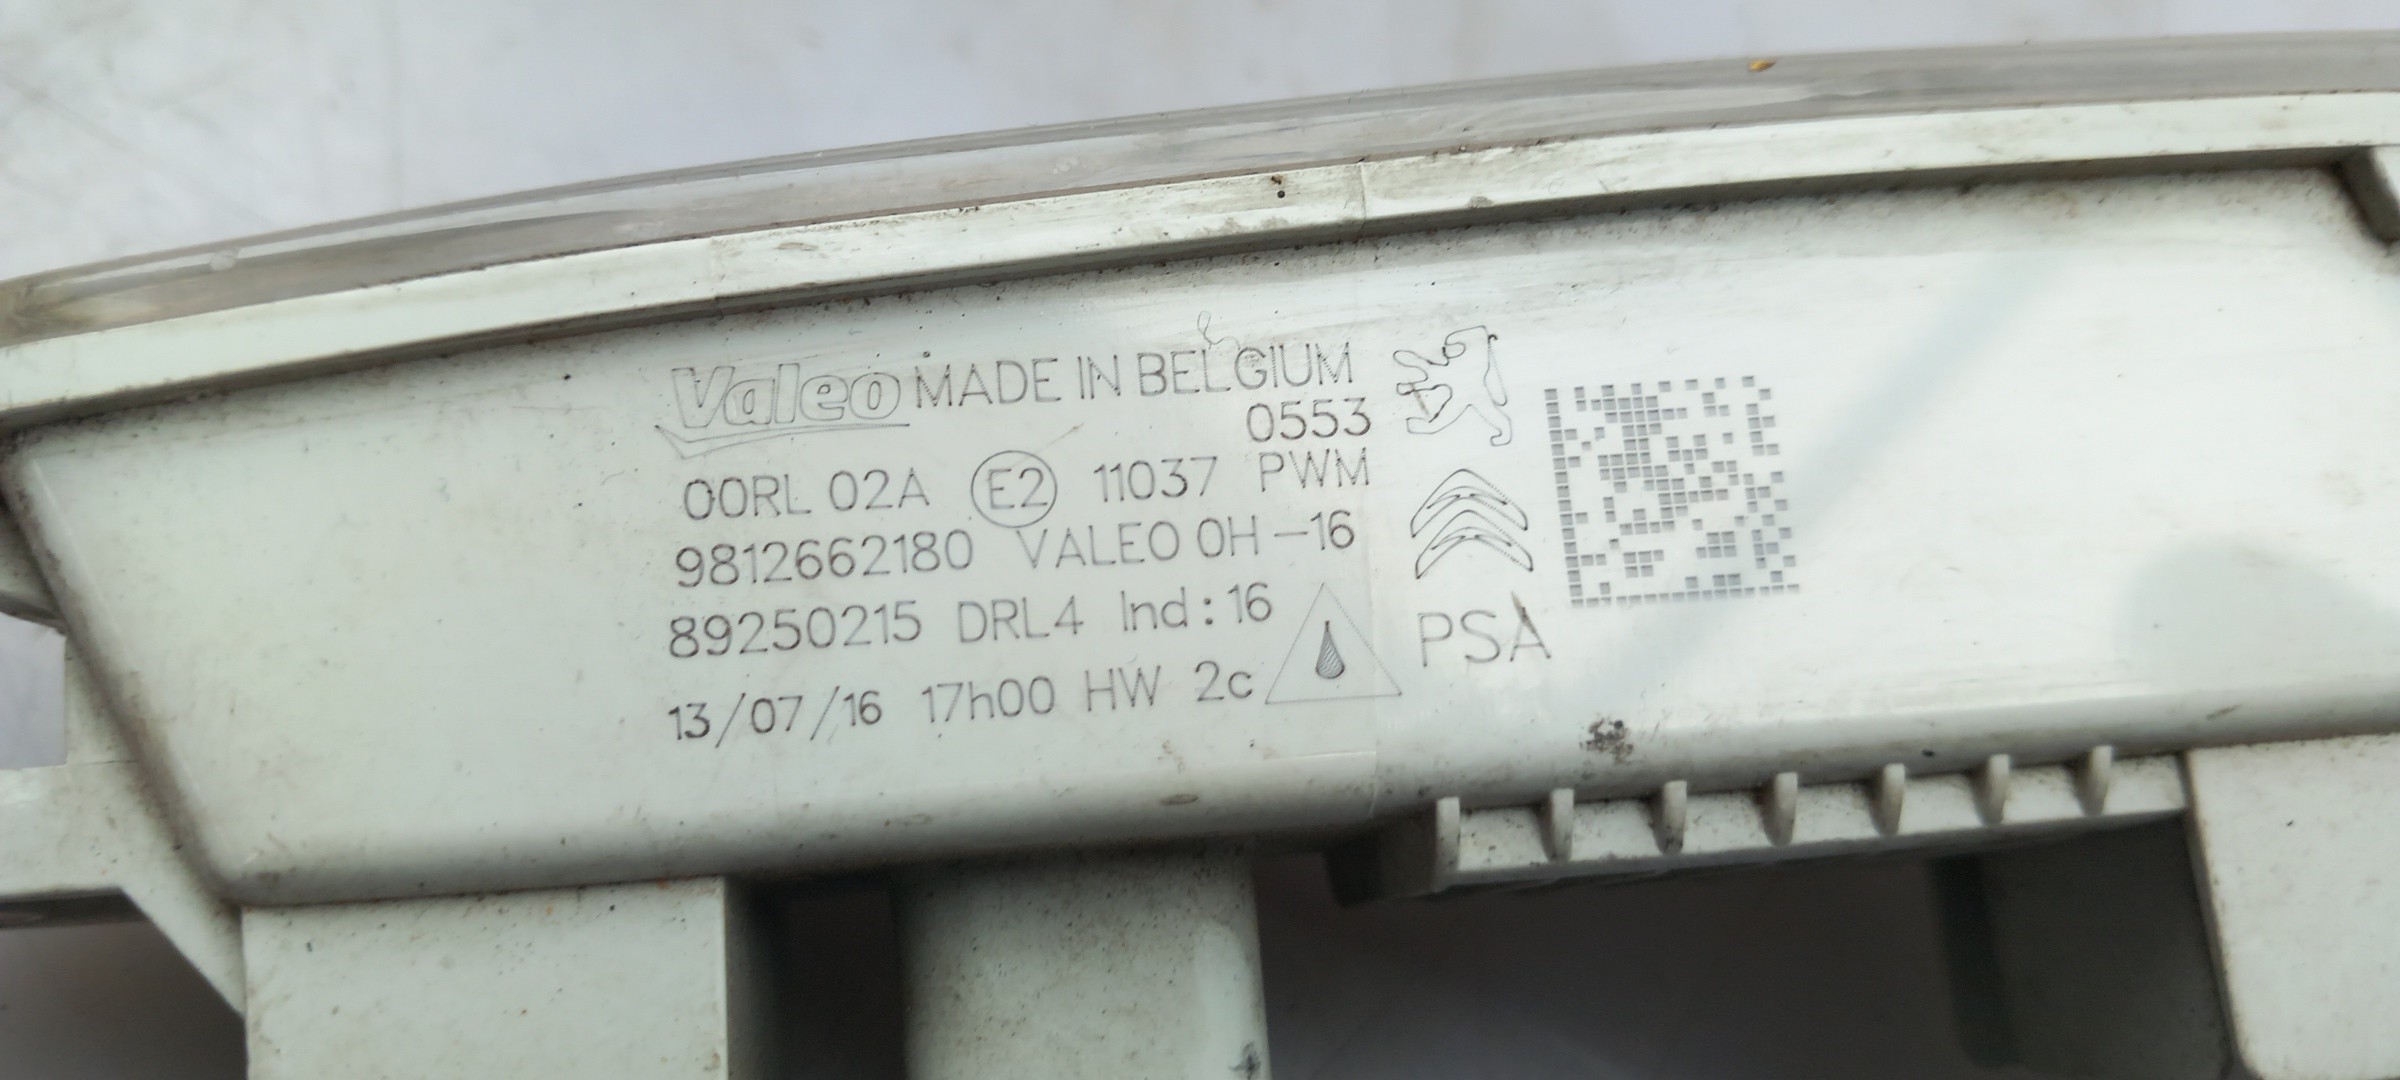 Valeo MADE IN BELGIUM
0553
00RL 02A E2 11037 PWM
9812662180 VALEO 0H-16
89250215 DRL4 Ind:16
PSA
13/07/16 17h00 HW 2c